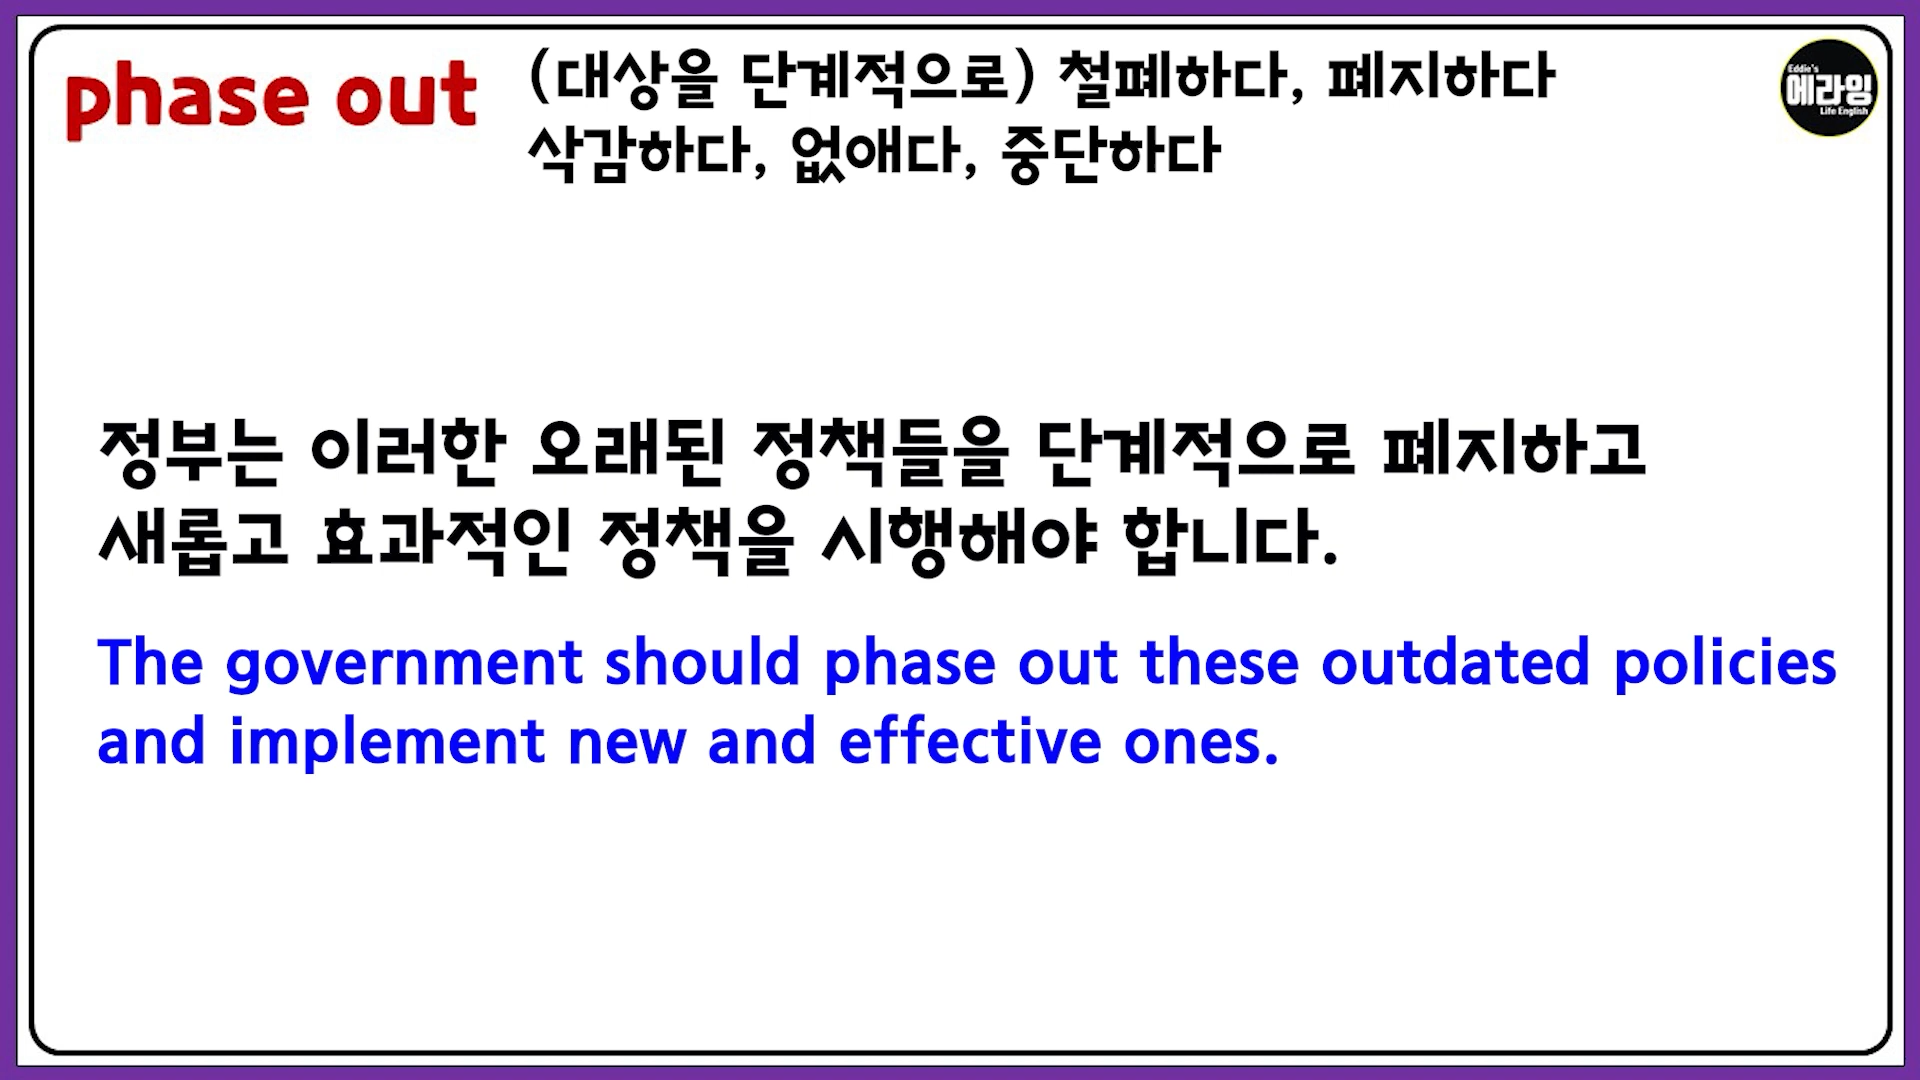 phase out
(대상을 단계적으로) 철폐하다, 폐지하다
삭감하다, 없애다, 중단하다
Eddie's
에라잉
Life English
정부는 이러한 오래된 정책들을 단계적으로 폐지하고
새롭고 효과적인 정책을 시행해야 합니다.
The government should phase out these outdated policies
and implement new and effective ones.